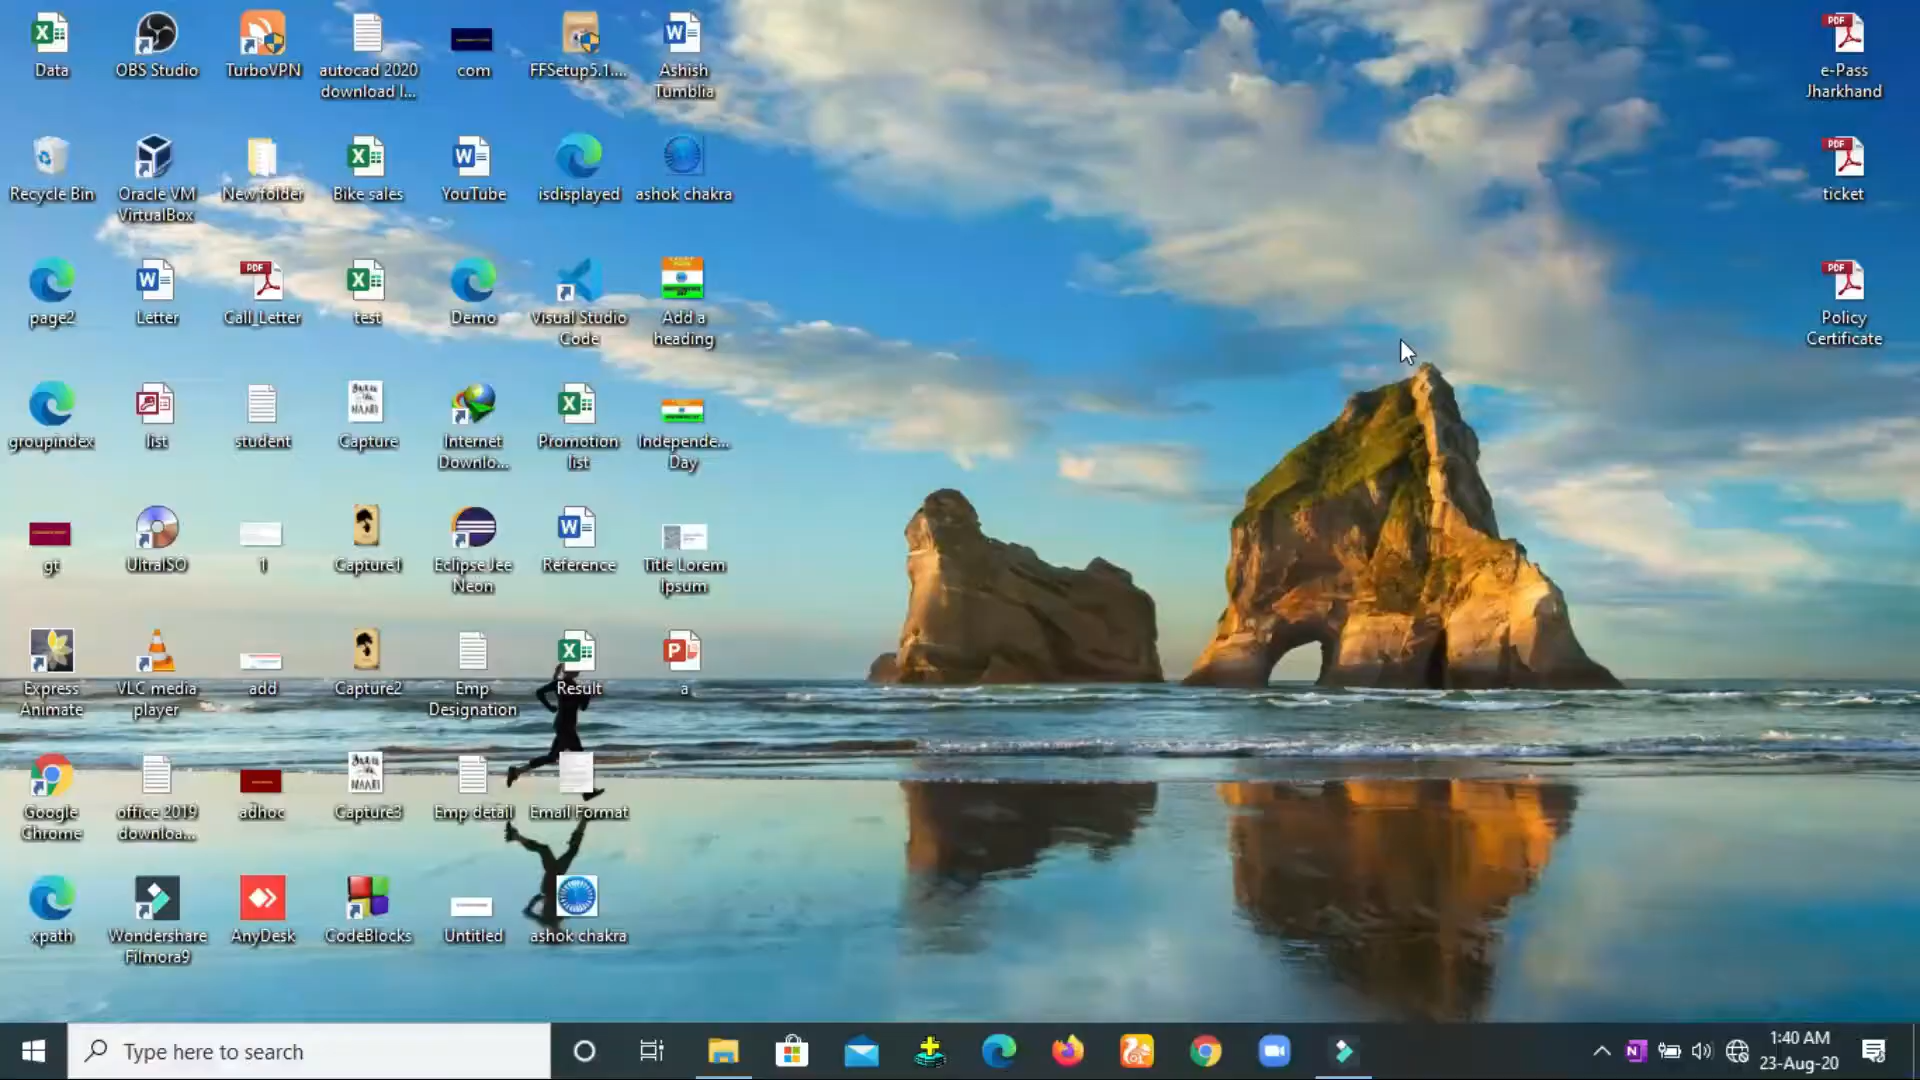 Data
OBS Studio
TurboVPN
autocad 2020
download l...
com
FFSetup5.1....
Ashish
Tumblia
e-Pass
Jharkhand
Recycle Bin
Oracle VM
VirtualBox
New folder
Bike sales
YouTube
isdisplayed
ashok chakra
ticket
page2
Letter
Call_Letter
test
Demo
Visual Studio
Code
Add a
heading
Policy
Certificate
groupindex
list
student
Capture
Internet
Downlo...
Promotion
list
Independe...
Day
gt
UltraISO
1
Capture1
Eclipse Jee
Neon
Reference
Title Lorem
Ipsum
Express
Animate
VLC media
player
add
Capture2
Emp
Designation
Result
a
Google
Chrome
office 2019
downloa...
adhoc
Capture3
Emp detail
Email Format
xpath
Wondershare
Filmora9
AnyDesk
CodeBlocks
Untitled
ashok chakra
Type here to search
1:40 AM
23-Aug-20